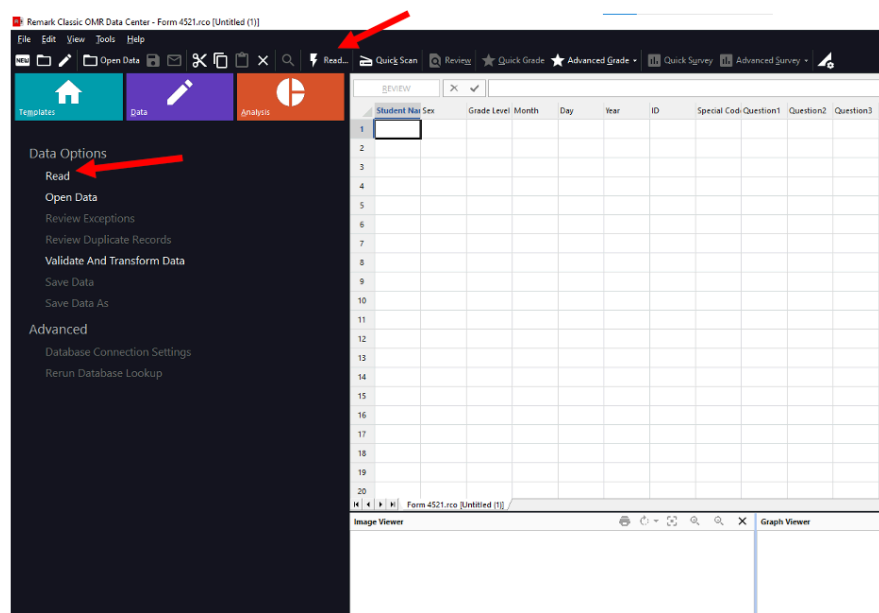 Remark Classic OMR Data Center - Form 4521.rco [Untitled (1)]
File Edit View Tools Help
NEW Open Data Read... Quick Scan Review Quick Grade Advanced Grade Quick Survey Advanced Survey
Templates Data Analysis
REVIEW
Student Nar Sex Grade Level Month Day Year ID Special Codi Question1 Question2 Question3
1
2
3
4
5
6
7
8
9
10
11
12
13
14
15
16
17
18
19
20
Data Options
Read
Open Data
Review Exceptions
Review Duplicate Records
Validate And Transform Data
Save Data
Save Data As
Advanced
Database Connection Settings
Rerun Database Lookup
Form 4521.rco [Untitled (1)]
Image Viewer
Graph Viewer